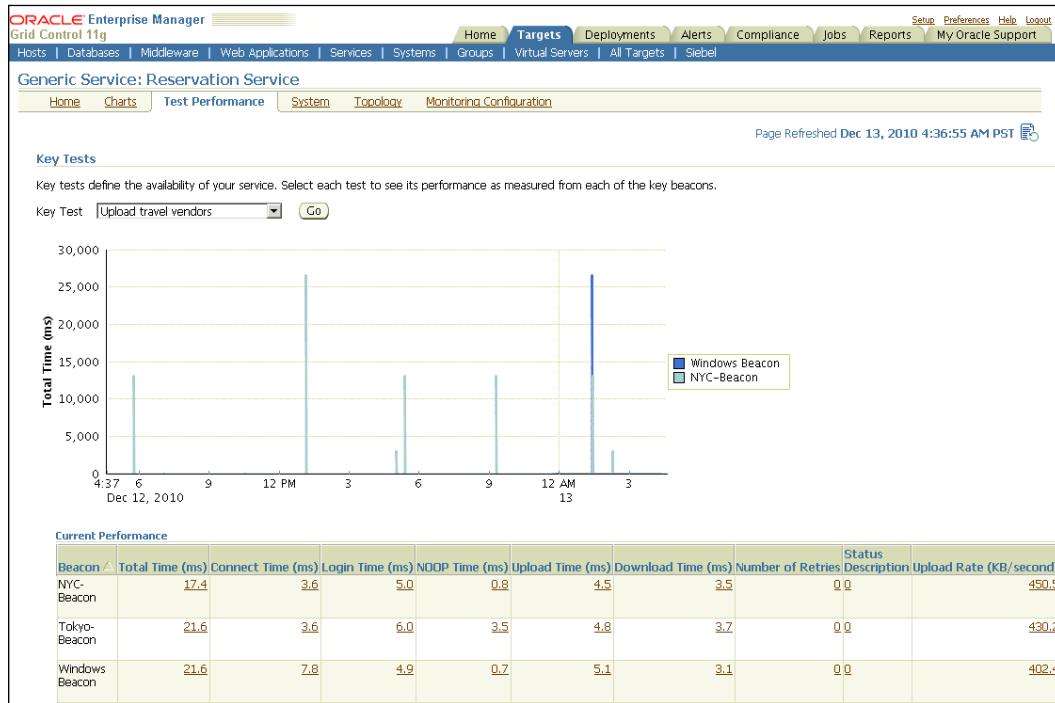 ORACLE Enterprise Manager
Grid Control 11g
Setup Preferences Help Logout
Home Targets Deployments Alerts Compliance Jobs Reports My Oracle Support
Hosts | Databases | Middleware | Web Applications | Services | Systems | Groups | Virtual Servers | All Targets | Siebel
Generic Service: Reservation Service
Home Charts Test Performance System Topology Monitoring Configuration
Page Refreshed Dec 13, 2010 4:36:55 AM PST
Key Tests
Key tests define the availability of your service. Select each test to see its performance as measured from each of the key beacons.
Key Test Upload travel vendors Go
Total Time (ms)
30,000
25,000
20,000
15,000
10,000
5,000
0
4:37 6 9 12 PM 3 6 9 12 AM 3
Dec 12, 2010 13
Windows Beacon
NYC-Beacon
Current Performance
Beacon Total Time (ms) Connect Time (ms) Login Time (ms) NOOP Time (ms) Upload Time (ms) Download Time (ms) Number of Retries Status Description Upload Rate (KB/second)
NYC-Beacon 17.4 3.6 5.0 0.8 4.5 3.5 0 0 450.5
Tokyo-Beacon 21.6 3.6 6.0 3.5 4.8 3.7 0 0 430.2
Windows Beacon 21.6 7.8 4.9 0.7 5.1 3.1 0 0 402.4